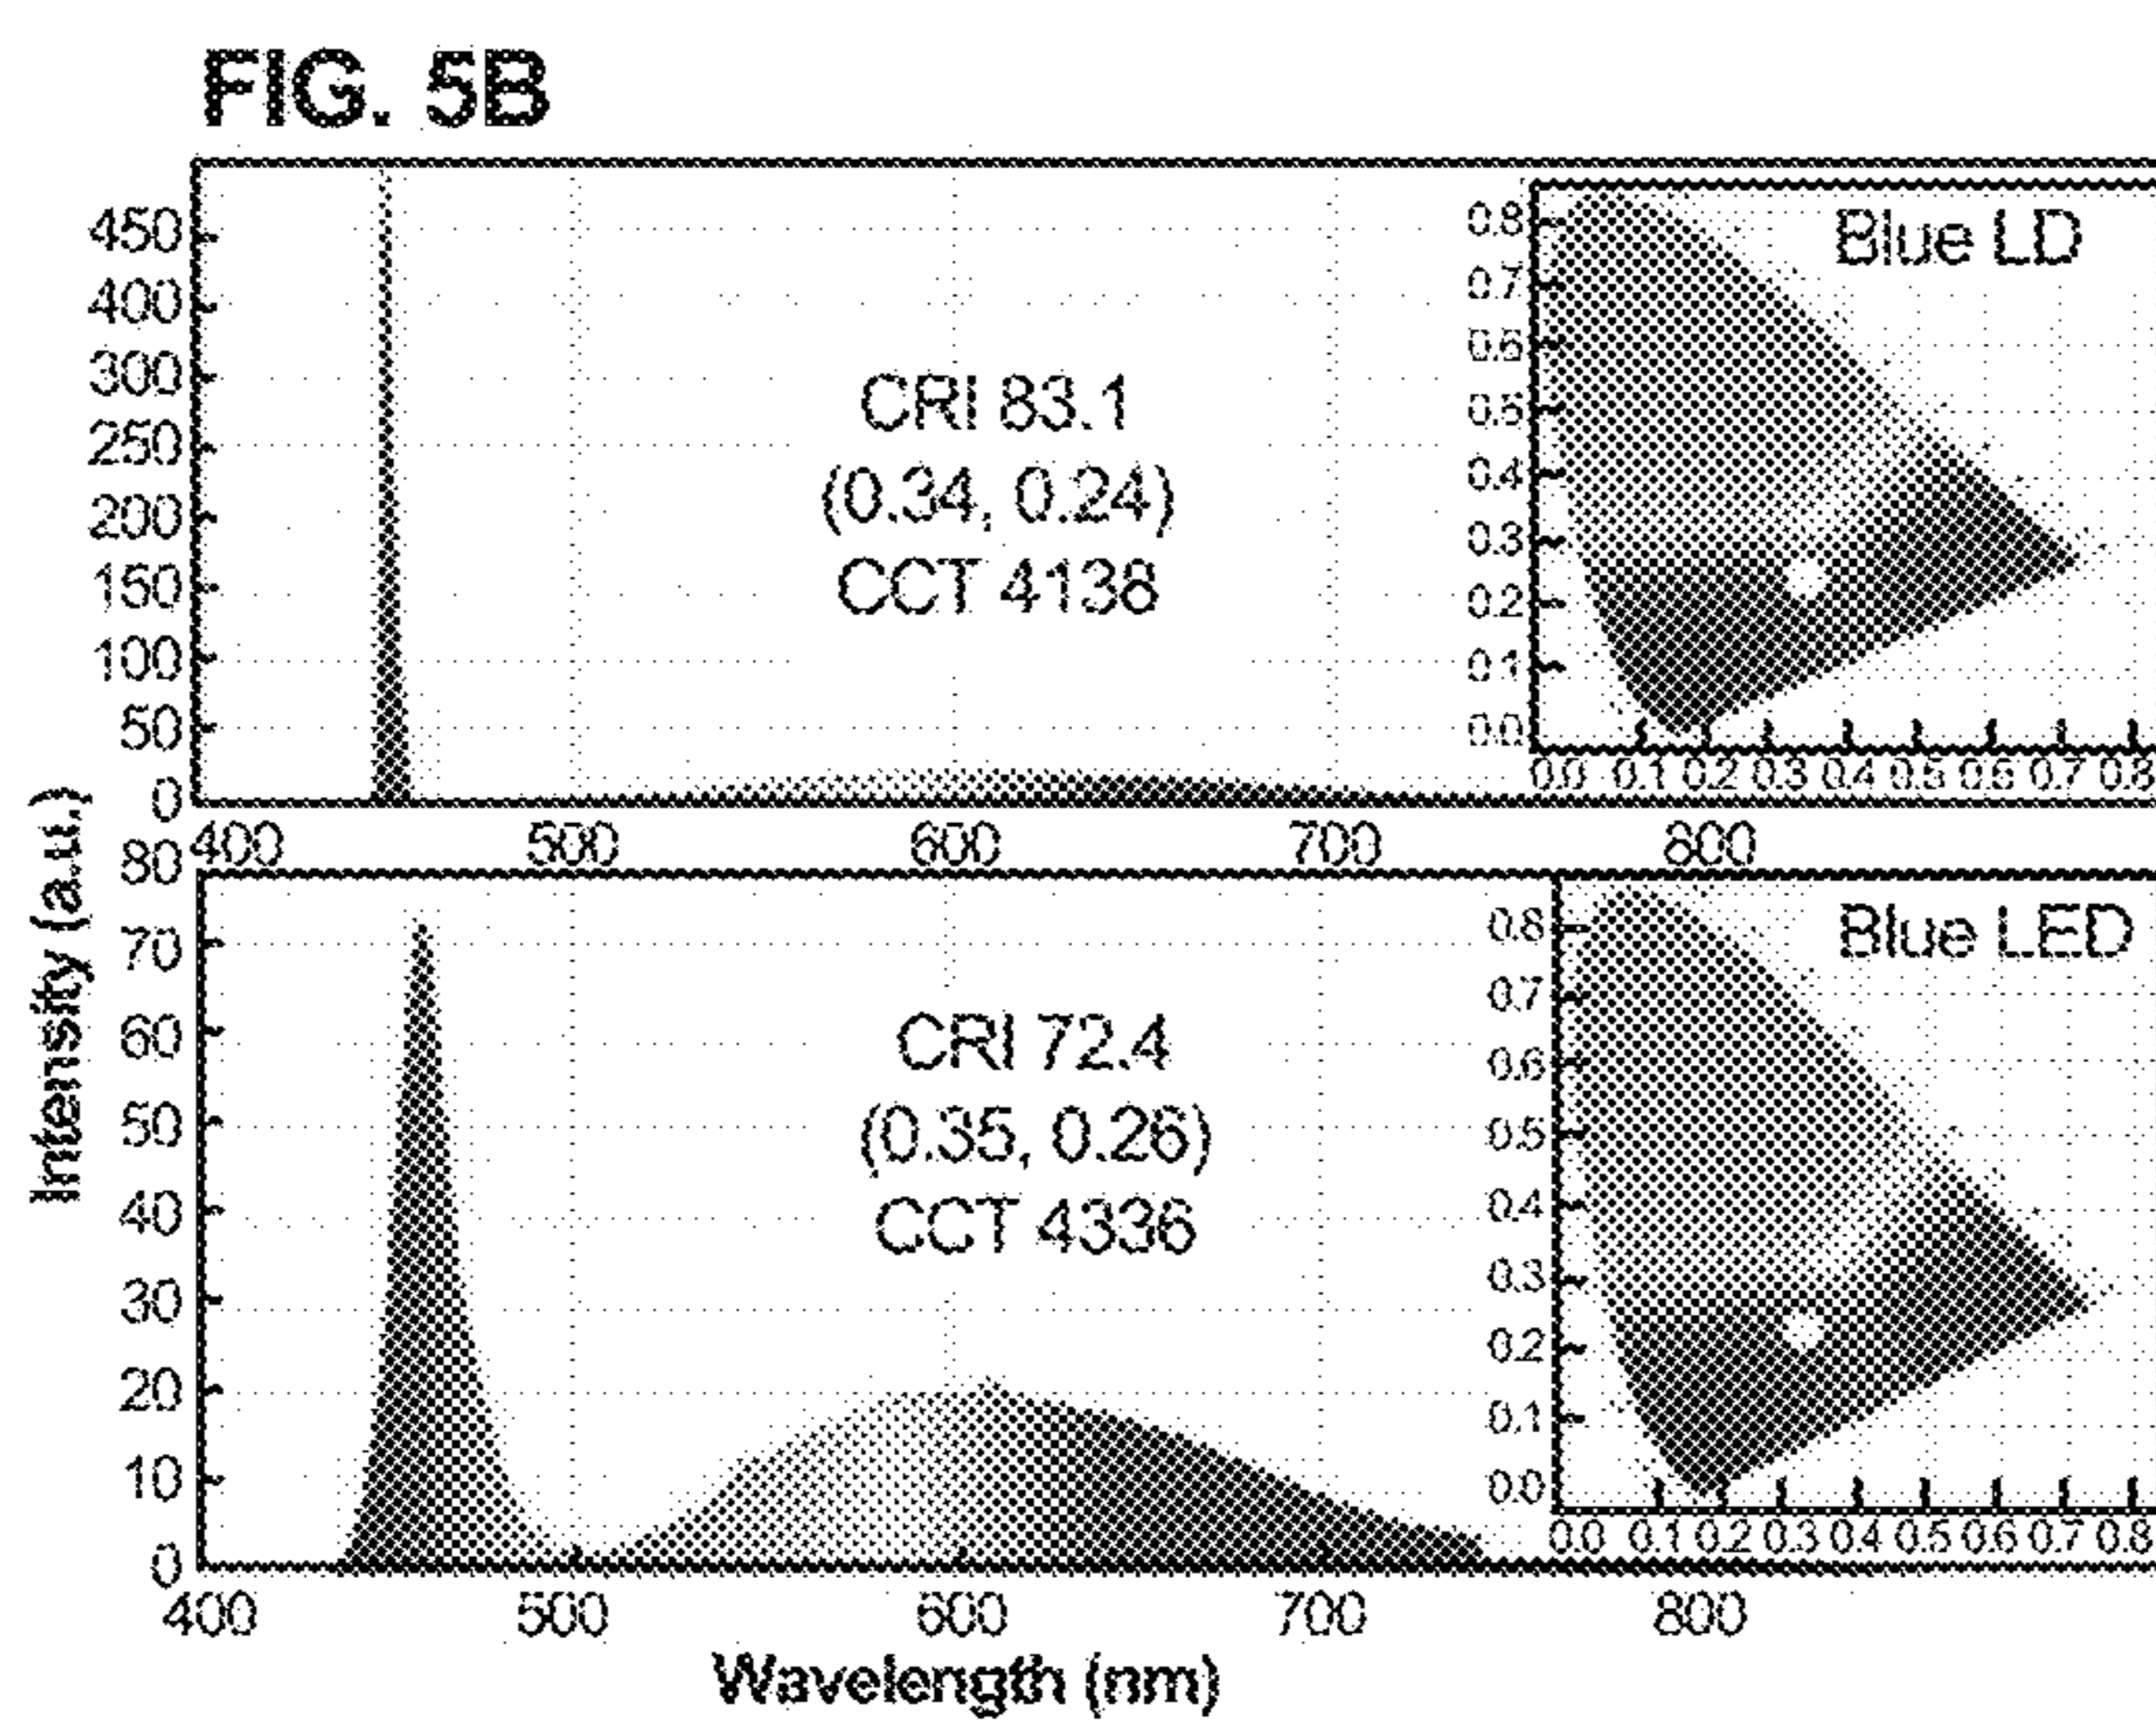 FIG. 5B
450
400
300
250
200
150
100
50
0
CRI 83.1
(0.34, 0.24)
CCT 4138
Blue LD
0.8
0.7
0.6
0.5
0.4
0.3
0.2
0.1
0.0
0.0 0.1 0.2 0.3 0.4 0.5 0.6 0.7 0.8
400 500 600 700 800
Intensity (a.u.)
80
70
60
50
40
30
20
10
0
CRI 72.4
(0.35, 0.26)
CCT 4336
Blue LED
0.8
0.7
0.6
0.5
0.4
0.3
0.2
0.1
0.0
0.0 0.1 0.2 0.3 0.4 0.5 0.6 0.7 0.8
400 500 600 700 800
Wavelength (nm)